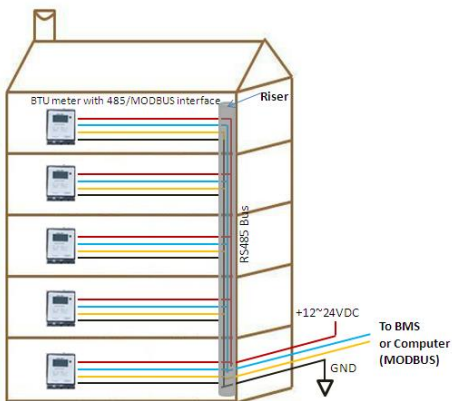 BTU meter with 485/MODBUS interface
Riser
RS485 Bus
+12~24VDC
To BMS
or Computer
(MODBUS)
GND